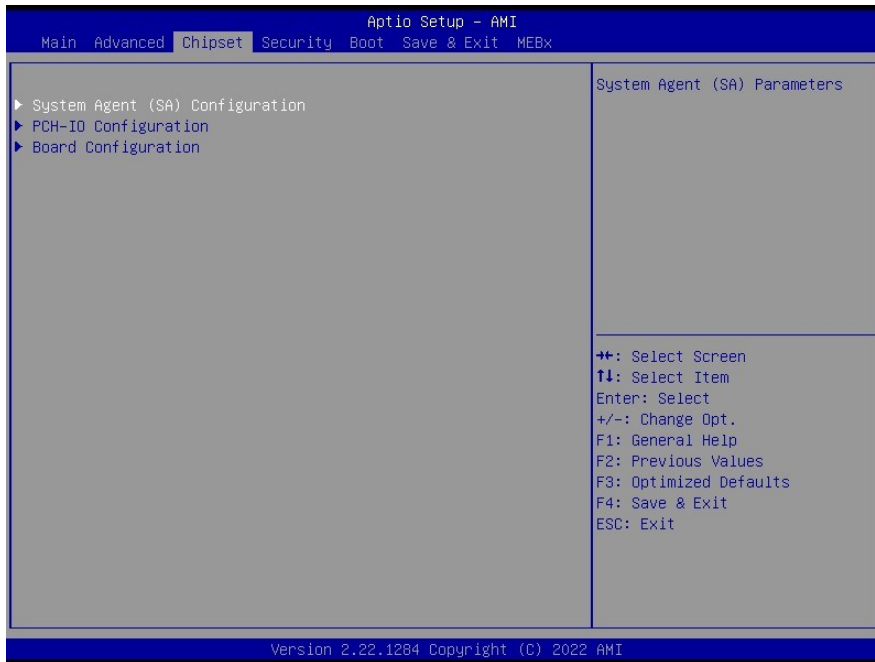 Aptio Setup – AMI
Main Advanced Chipset Security Boot Save & Exit MEBx
System Agent (SA) Configuration
PCH-IO Configuration
Board Configuration
System Agent (SA) Parameters
→←: Select Screen
↑↓: Select Item
Enter: Select
+/-: Change Opt.
F1: General Help
F2: Previous Values
F3: Optimized Defaults
F4: Save & Exit
ESC: Exit
Version 2.22.1284 Copyright (C) 2022 AMI